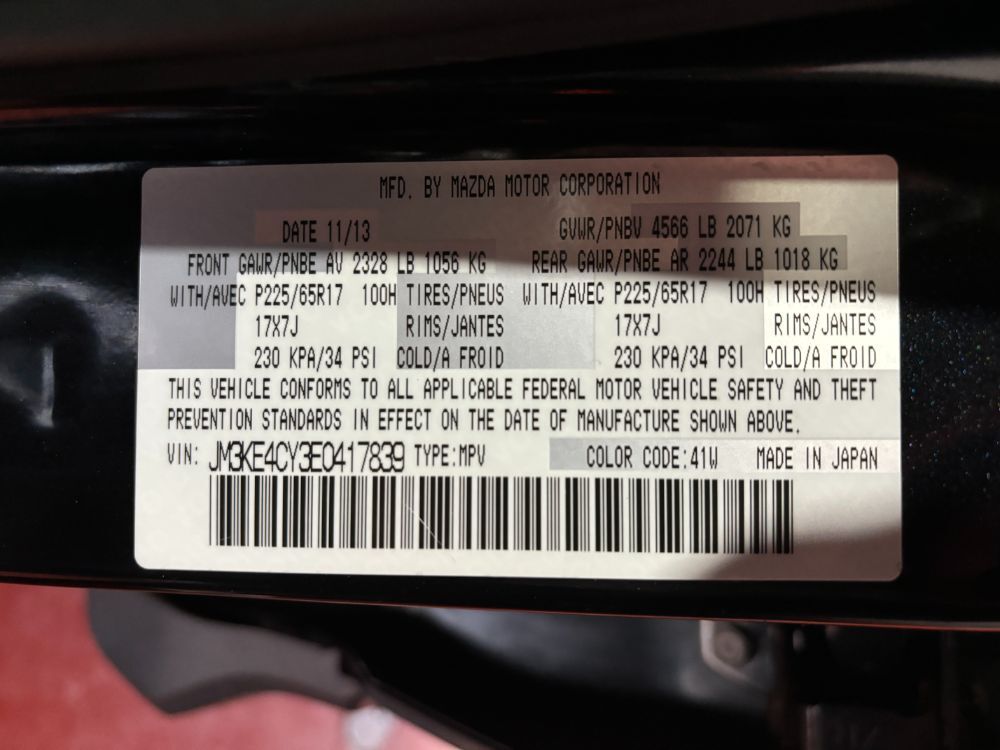 MFD. BY MAZDA MOTOR CORPORATION
DATE 11/13 GVWR/PNBV 4566 LB 2071 KG
FRONT GAWR/PNBE AV 2328 LB 1056 KG REAR GAWR/PNBE AR 2244 LB 1018 KG
WITH/AVEC P225/65R17 100H TIRES/PNEUS WITH/AVEC P225/65R17 100H TIRES/PNEUS
17X7J RIMS/JANTES 17X7J RIMS/JANTES
230 KPA/34 PSI COLD/A FROID 230 KPA/34 PSI COLD/A FROID
THIS VEHICLE CONFORMS TO ALL APPLICABLE FEDERAL MOTOR VEHICLE SAFETY AND THEFT
PREVENTION STANDARDS IN EFFECT ON THE DATE OF MANUFACTURE SHOWN ABOVE.
VIN: JM3KE4CY3E0417839 TYPE:MPV COLOR CODE:41W MADE IN JAPAN